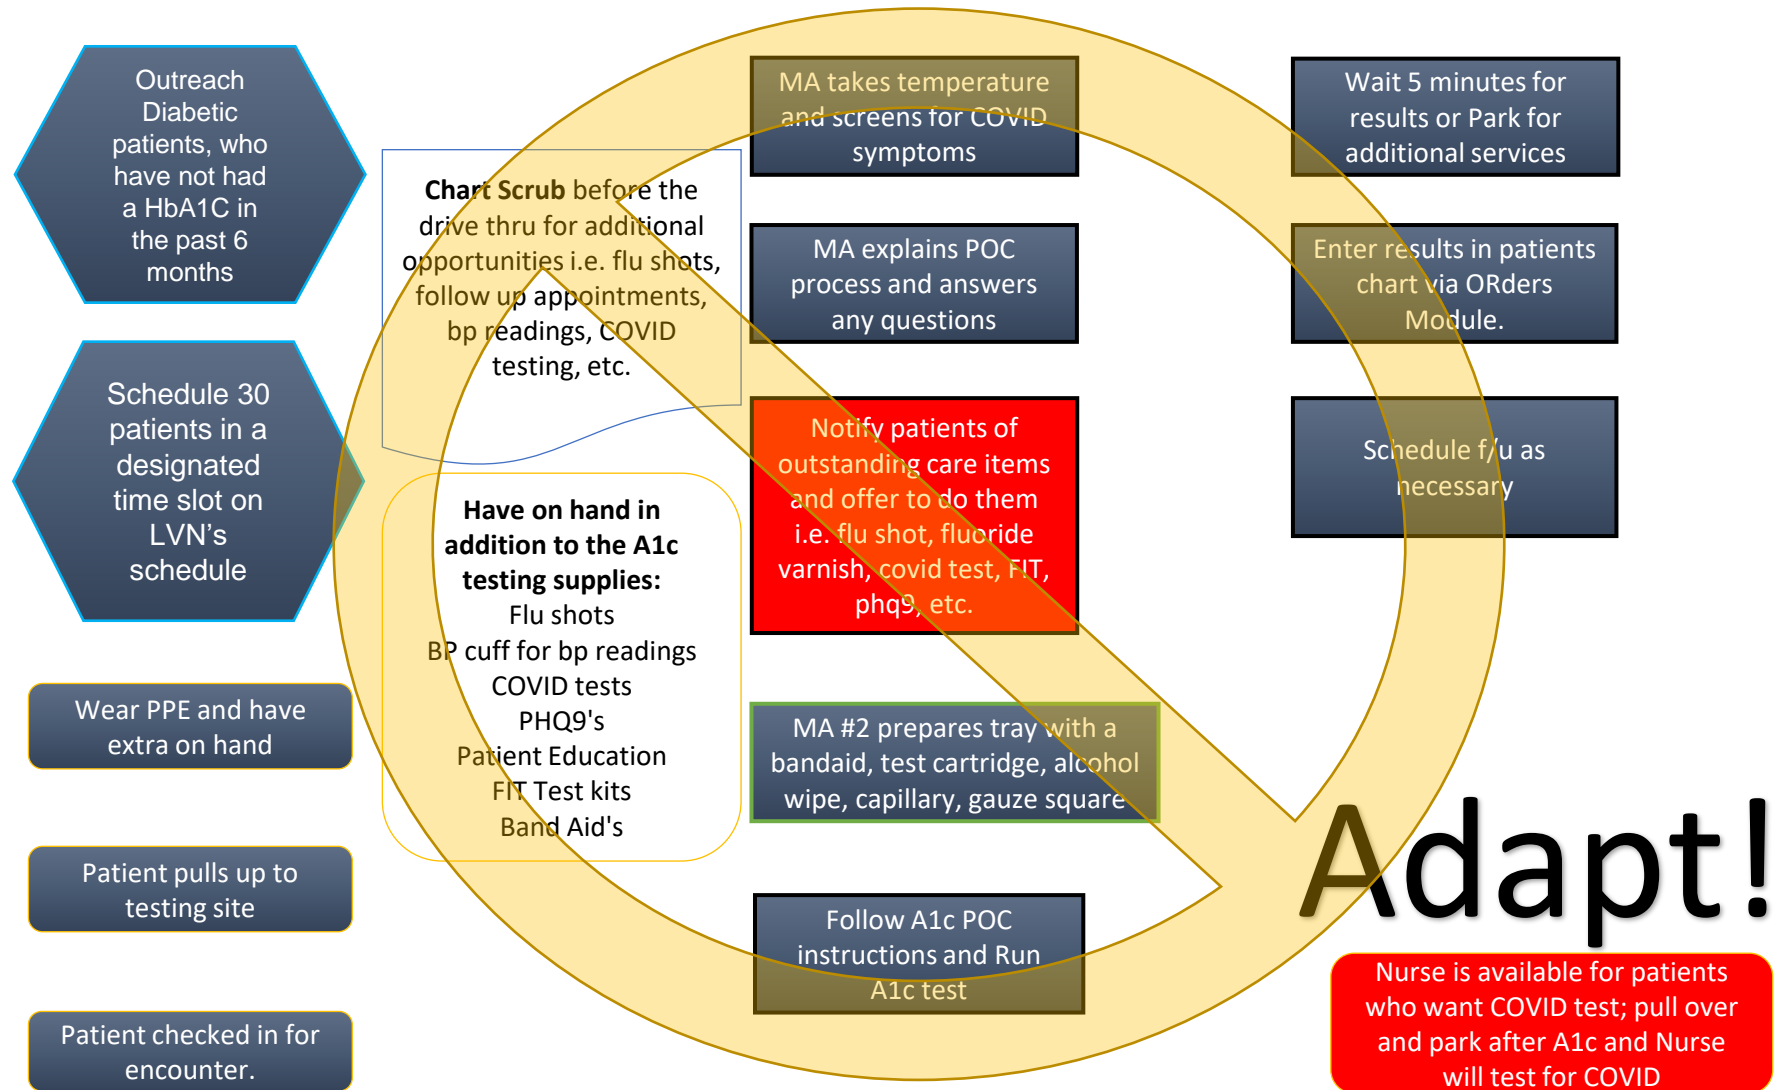 Outreach
Diabetic
patients, who
have not had
a HbA1C in
the past 6
months
Schedule 30
patients in a
designated
time slot on
LVN's
schedule
Wear PPE and have
extra on hand
Patient pulls up to
testing site
Patient checked in for
encounter.
Chart Scrub before the
drive thru for additional
opportunities i.e. flu shots,
follow up appointments,
bp readings, COVID
testing, etc.
Have on hand in
addition to the A1c
testing supplies:
Flu shots
BP cuff for bp readings
COVID tests
PHQ9's
Patient Education
FIT Test kits
Band Aid's
MA takes temperature
and screens for COVID
symptoms
MA explains POC
process and answers
any questions
Notify patients of
outstanding care items
and offer to do them
i.e. flu shot, fluoride
varnish, covid test, FIT,
phq9, etc.
MA #2 prepares tray with a
bandaid, test cartridge, alcohol
wipe, capillary, gauze square
Follow A1c POC
instructions and Run
A1c test
Wait 5 minutes for
results or Park for
additional services
Enter results in patients
chart via ORders
Module.
Schedule f/u as
necessary
Adapt!
Nurse is available for patients
who want COVID test; pull over
and park after A1c and Nurse
will test for COVID